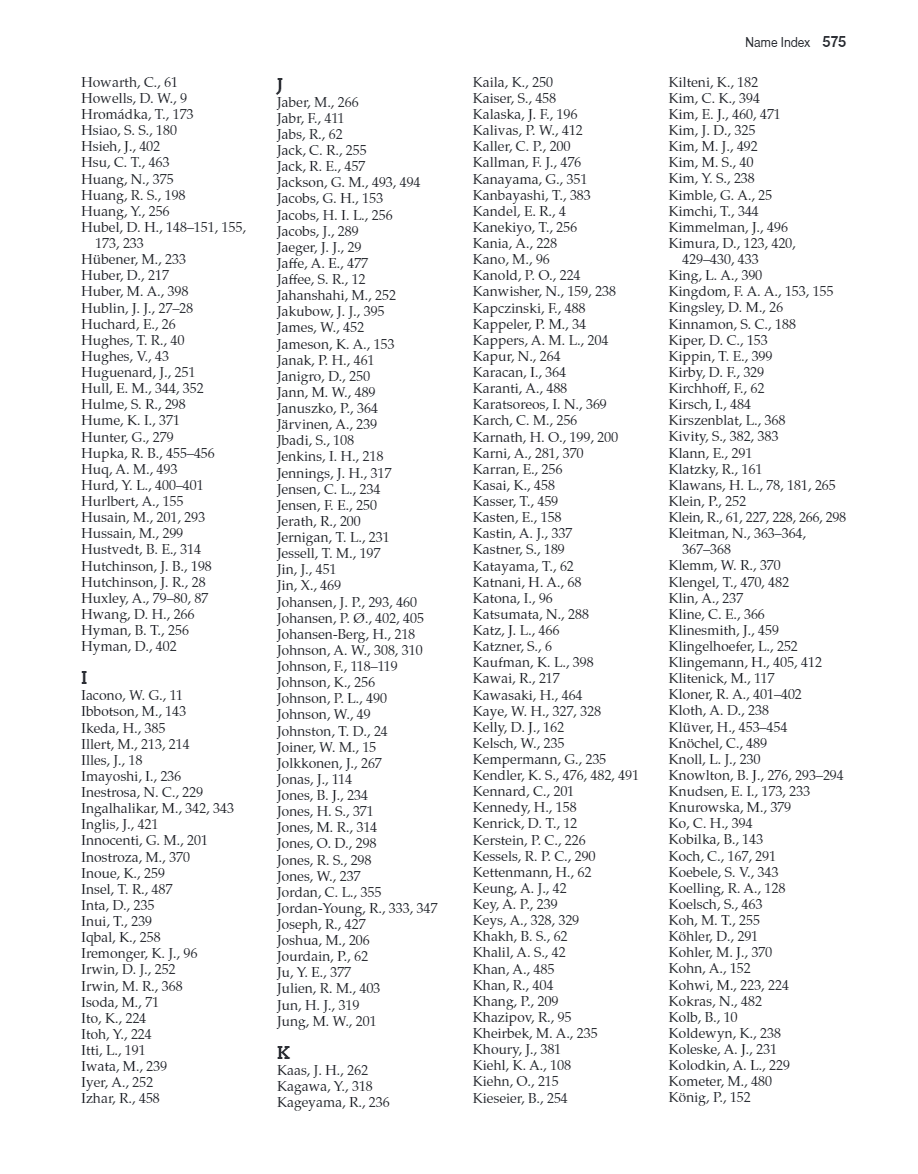 Name Index 575
Howarth, C., 61
Howells, D. W., 9
Hromádka, T., 173
Hsiao, S. S., 180
Hsieh, J., 402
Hsu, C. T., 463
Huang, N., 375
Huang, R. S., 198
Huang, Y., 256
Hubel, D. H., 148–151, 155,
173, 233
Hübener, M., 233
Huber, D., 217
Huber, M. A., 398
Hublin, J. J., 27–28
Huchard, E., 26
Hughes, T. R., 40
Hughes, V., 43
Huguenard, J., 251
Hull, E. M., 344, 352
Hulme, S. R., 298
Hume, K. I., 371
Hunter, G., 279
Hupka, R. B., 455–456
Huq, A. M., 493
Hurd, Y. L., 400–401
Hurlbert, A., 155
Husain, M., 201, 293
Hussain, M., 299
Hustvedt, B. E., 314
Hutchinson, J. B., 198
Hutchinson, J. R., 28
Huxley, A., 79–80, 87
Hwang, D. H., 266
Hyman, B. T., 256
Hyman, D., 402
I
Iacono, W. G., 11
Ibbotson, M., 143
Ikeda, H., 385
Illert, M., 213, 214
Illes, J., 18
Imayoshi, I., 236
Inestrosa, N. C., 229
Ingalhalikar, M., 342, 343
Inglis, J., 421
Innocenti, G. M., 201
Inostroza, M., 370
Inoue, K., 259
Insel, T. R., 487
Inta, D., 235
Inui, T., 239
Iqbal, K., 258
Iremonger, K. J., 96
Irwin, D. J., 252
Irwin, M. R., 368
Isoda, M., 71
Ito, K., 224
Itoh, Y., 224
Itti, L., 191
Iwata, M., 239
Iyer, A., 252
Izhar, R., 458
J
Jaber, M., 266
Jabr, F., 411
Jabs, R., 62
Jack, C. R., 255
Jack, R. E., 457
Jackson, G. M., 493, 494
Jacobs, G. H., 153
Jacobs, H. I. L., 256
Jacobs, J., 289
Jaeger, J. J., 29
Jaffe, A. E., 477
Jaffee, S. R., 12
Jahanshahi, M., 252
Jakubow, J. J., 395
James, W., 452
Jameson, K. A., 153
Janak, P. H., 461
Janigro, D., 250
Jann, M. W., 489
Januszko, P., 364
Järvinen, A., 239
Jbadi, S., 108
Jenkins, I. H., 218
Jennings, J. H., 317
Jensen, C. L., 234
Jensen, F. E., 250
Jerath, R., 200
Jernigan, T. L., 231
Jessell, T. M., 197
Jin, J., 451
Jin, X., 469
Johansen, J. P., 293, 460
Johansen, P. Ø., 402, 405
Johansen-Berg, H., 218
Johnson, A. W., 308, 310
Johnson, F., 118–119
Johnson, K., 256
Johnson, P. L., 490
Johnson, W., 49
Johnston, T. D., 24
Joiner, W. M., 15
Jolkkonen, J., 267
Jonas, J., 114
Jones, B. J., 234
Jones, H. S., 371
Jones, M. R., 314
Jones, O. D., 298
Jones, R. S., 298
Jones, W., 237
Jordan, C. L., 355
Jordan-Young, R., 333, 347
Joseph, R., 427
Joshua, M., 206
Jourdain, P., 62
Ju, Y. E., 377
Julien, R. M., 403
Jun, H. J., 319
Jung, M. W., 201
K
Kaas, J. H., 262
Kagawa, Y., 318
Kageyama, R., 236
Kaila, K., 250
Kaiser, S., 458
Kalaska, J. F., 196
Kalivas, P. W., 412
Kaller, C. P., 200
Kallman, F. J., 476
Kanayama, G., 351
Kanbayashi, T., 383
Kandel, E. R., 4
Kanekiyo, T., 256
Kania, A., 228
Kano, M., 96
Kanold, P. O., 224
Kanwisher, N., 159, 238
Kapczinski, F., 488
Kappeler, P. M., 34
Kappers, A. M. L., 204
Kapur, N., 264
Karacan, I., 364
Karanti, A., 488
Karatsoreos, I. N., 369
Karch, C. M., 256
Karnath, H. O., 199, 200
Karni, A., 281, 370
Karran, E., 256
Kasai, K., 458
Kasser, T., 459
Kasten, E., 158
Kastin, A. J., 337
Kastner, S., 189
Katayama, T., 62
Katnani, H. A., 68
Katona, I., 96
Katsumata, N., 288
Katz, J. L., 466
Katzner, S., 6
Kaufman, K. L., 398
Kawai, R., 217
Kawasaki, H., 464
Kaye, W. H., 327, 328
Kelly, D. J., 162
Kelsch, W., 235
Kempermann, G., 235
Kendler, K. S., 476, 482, 491
Kennard, C., 201
Kennedy, H., 158
Kenrick, D. T., 12
Kerstein, P. C., 226
Kessels, R. P. C., 290
Kettenmann, H., 62
Keung, A. J., 42
Key, A. P., 239
Keys, A., 328, 329
Khakh, B. S., 62
Khalil, A. S., 42
Khan, A., 485
Khan, R., 404
Khang, P., 209
Khazipov, R., 95
Kheirbek, M. A., 235
Khoury, J., 381
Kiehl, K. A., 108
Kiehn, O., 215
Kieseier, B., 254
Kilteni, K., 182
Kim, C. K., 394
Kim, E. J., 460, 471
Kim, J. D., 325
Kim, M. J., 492
Kim, M. S., 40
Kim, Y. S., 238
Kimble, G. A., 25
Kimchi, T., 344
Kimmelman, J., 496
Kimura, D., 123, 420,
429–430, 433
King, L. A., 390
Kingdom, F. A. A., 153, 155
Kingsley, D. M., 26
Kinnamon, S. C., 188
Kiper, D. C., 153
Kippin, T. E., 399
Kirby, D. F., 329
Kirchhoff, F., 62
Kirsch, I., 484
Kirszenblat, L., 368
Kivity, S., 382, 383
Klann, E., 291
Klatzky, R., 161
Klawans, H. L., 78, 181, 265
Klein, P., 252
Klein, R., 61, 227, 228, 266, 298
Kleitman, N., 363–364,
367–368
Klemm, W. R., 370
Klengel, T., 470, 482
Klin, A., 237
Kline, C. E., 366
Klinesmith, J., 459
Klingelhoefer, L., 252
Klingemann, H., 405, 412
Klitenick, M., 117
Kloner, R. A., 401–402
Kloth, A. D., 238
Klüver, H., 453–454
Knöchel, C., 489
Knoll, L. J., 230
Knowlton, B. J., 276, 293–294
Knudsen, E. I., 173, 233
Knurowska, M., 379
Ko, C. H., 394
Kobilka, B., 143
Koch, C., 167, 291
Koebele, S. V., 343
Koelling, R. A., 128
Koelsch, S., 463
Koh, M. T., 255
Köhler, D., 291
Kohler, M. J., 370
Kohn, A., 152
Kohwi, M., 223, 224
Kokras, N., 482
Kolb, B., 10
Koldewyn, K., 238
Koleske, A. J., 231
Kolodkin, A. L., 229
Kometer, M., 480
König, P., 152